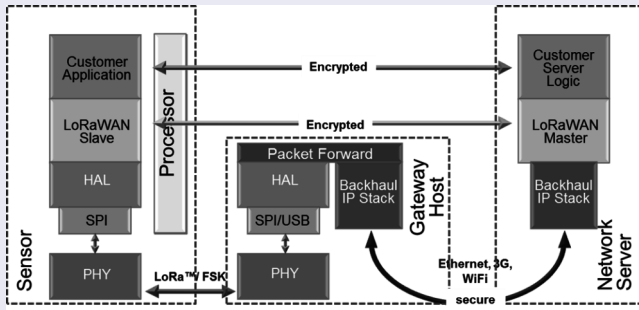 Customer
Application
LoRaWAN
Slave
HAL
SPI
PHY
Sensor
Processor
Encrypted
Encrypted
LoRa™/ FSK
Packet Forward
HAL
SPI/USB
PHY
Backhaul
IP Stack
Gateway
Host
Ethernet, 3G,
WiFi
secure
Customer
Server
Logic
LoRaWAN
Master
Backhaul
IP Stack
Network
Server